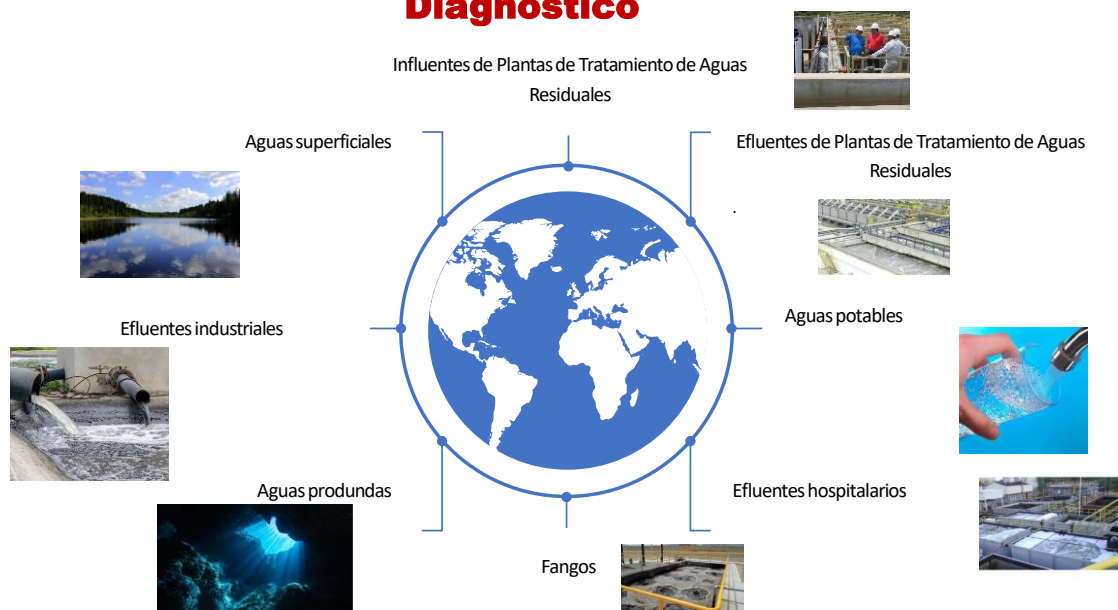 Diagnóstico
Influentes de Plantas de Tratamiento de Aguas
Residuales
Aguas superficiales
Efluentes de Plantas de Tratamiento de Aguas
Residuales
.
Efluentes industriales
Aguas potables
Aguas produndas
Efluentes hospitalarios
Fangos